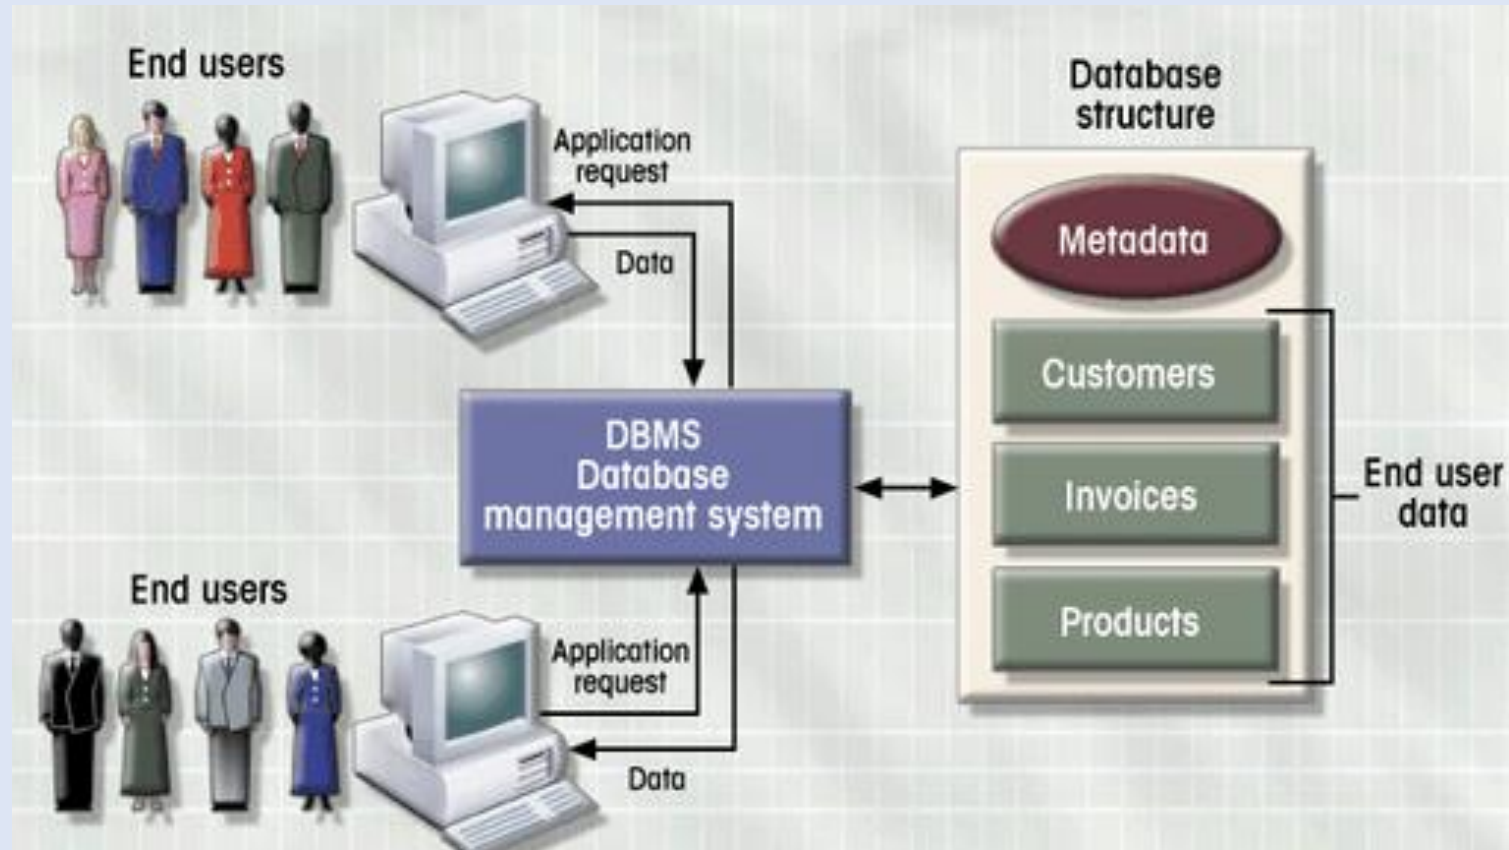 End users
Application
request
Data
DBMS
Database
management system
End users
Application
request
Data
Database
structure
Metadata
Customers
Invoices
Products
End user
data